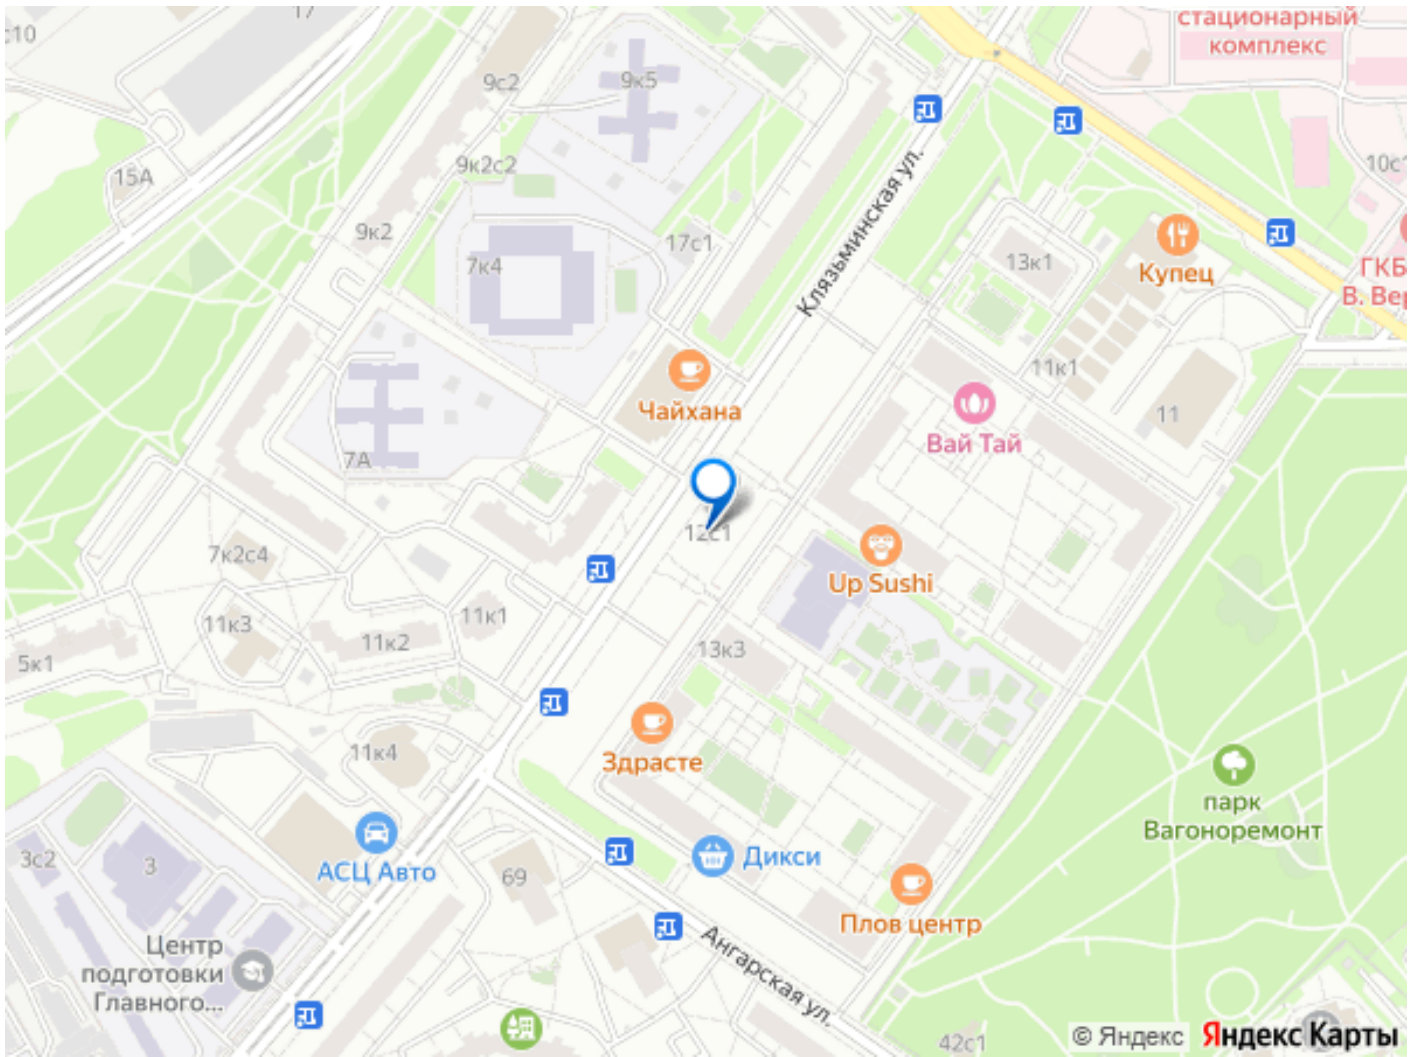 17
стационарный
комплекс
с10
9с2
9к5
15А
9к2с2
10с1
Клязьминская ул.
9к2
17с1
7к4
13к1
Купец
ГКБ
В. Вер
11к1
Чайхана
11
Вай Тай
7А
12с1
7к2с4
Up Sushi
11к3
11к1
11к2
5к1
13к3
11к4
Здрасте
парк
Вагоноремонт
3с2
3
АСЦ Авто
69
Дикси
Плов центр
Центр
подготовки
Главного...
Ангарская ул.
42с1
© Яндекс Яндекс Карты